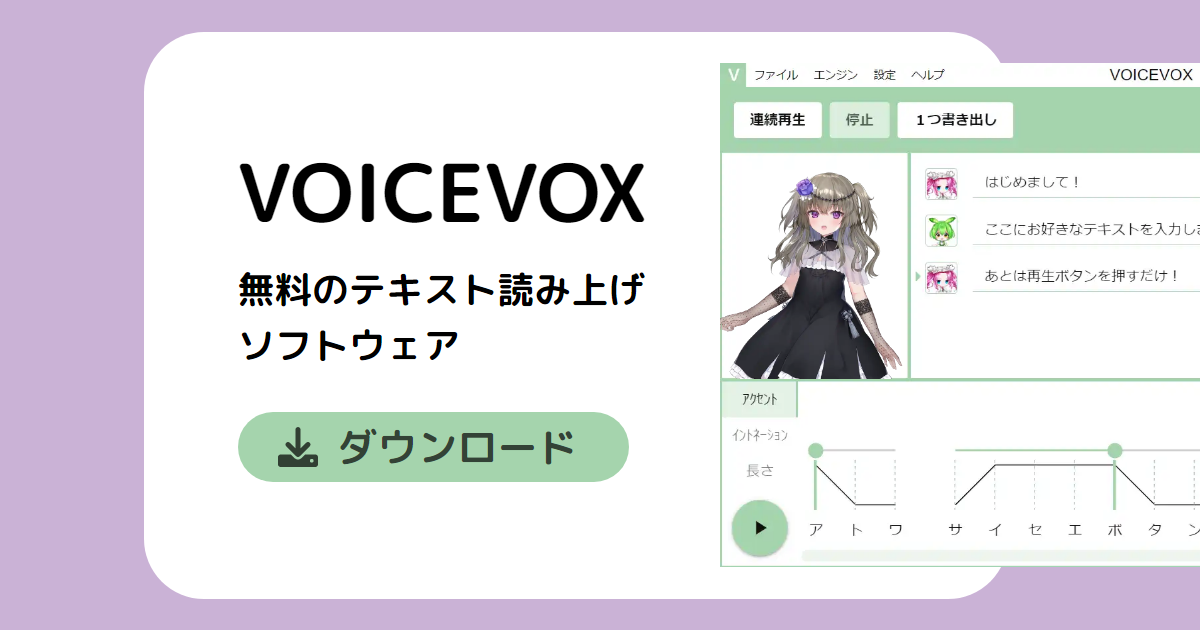 VOICEVOX
無料のテキスト読み上げ
ソフトウェア
ダウンロード
V ファイル エンジン 設定 ヘルプ VOICEVOX
連続再生 停止 1つ書き出し
はじめまして！
ここにお好きなテキストを入力し
あとは再生ボタンを押すだけ！
アクセント
イントネーション
長さ
ア ト ワ サ イ セ エ ボ タ ン